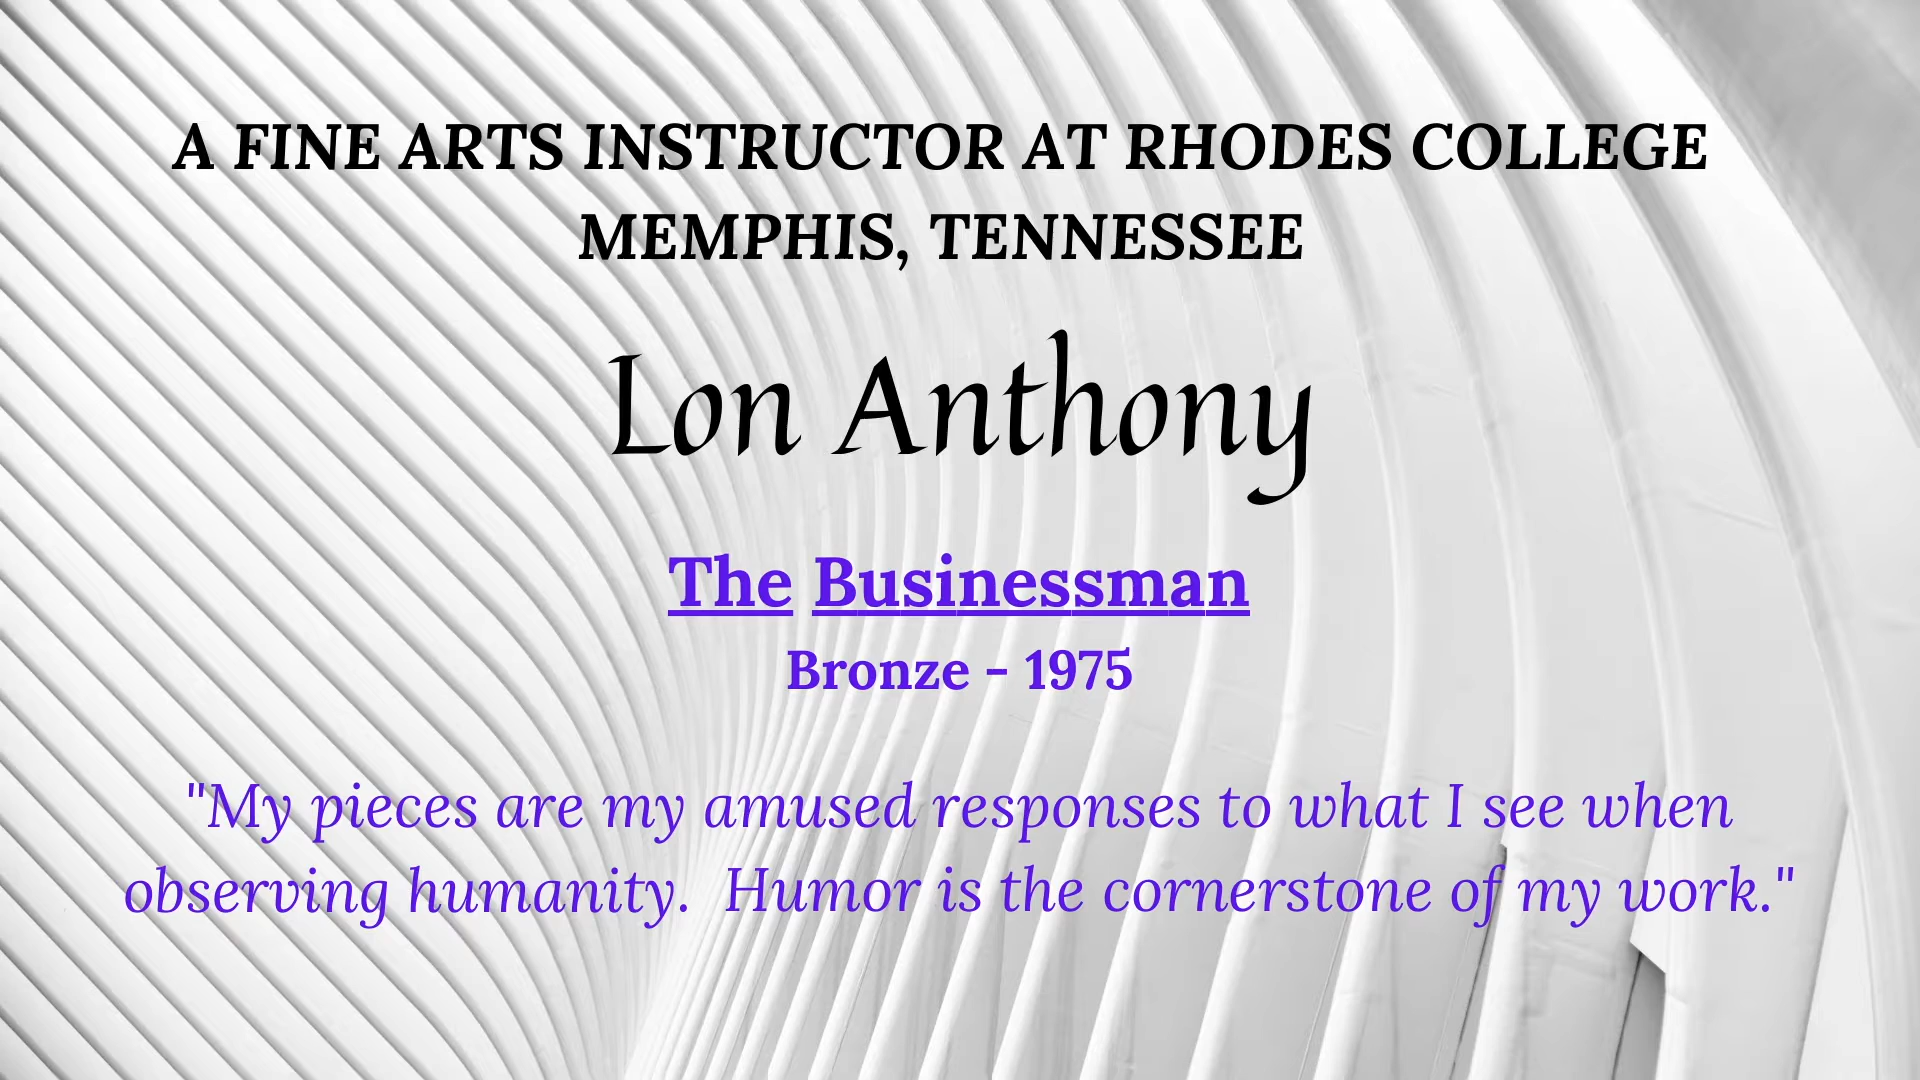 A FINE ARTS INSTRUCTOR AT RHODES COLLEGE
MEMPHIS, TENNESSEE
Lon Anthony
The Businessman
Bronze - 1975
"My pieces are my amused responses to what I see when
observing humanity.  Humor is the cornerstone of my work."